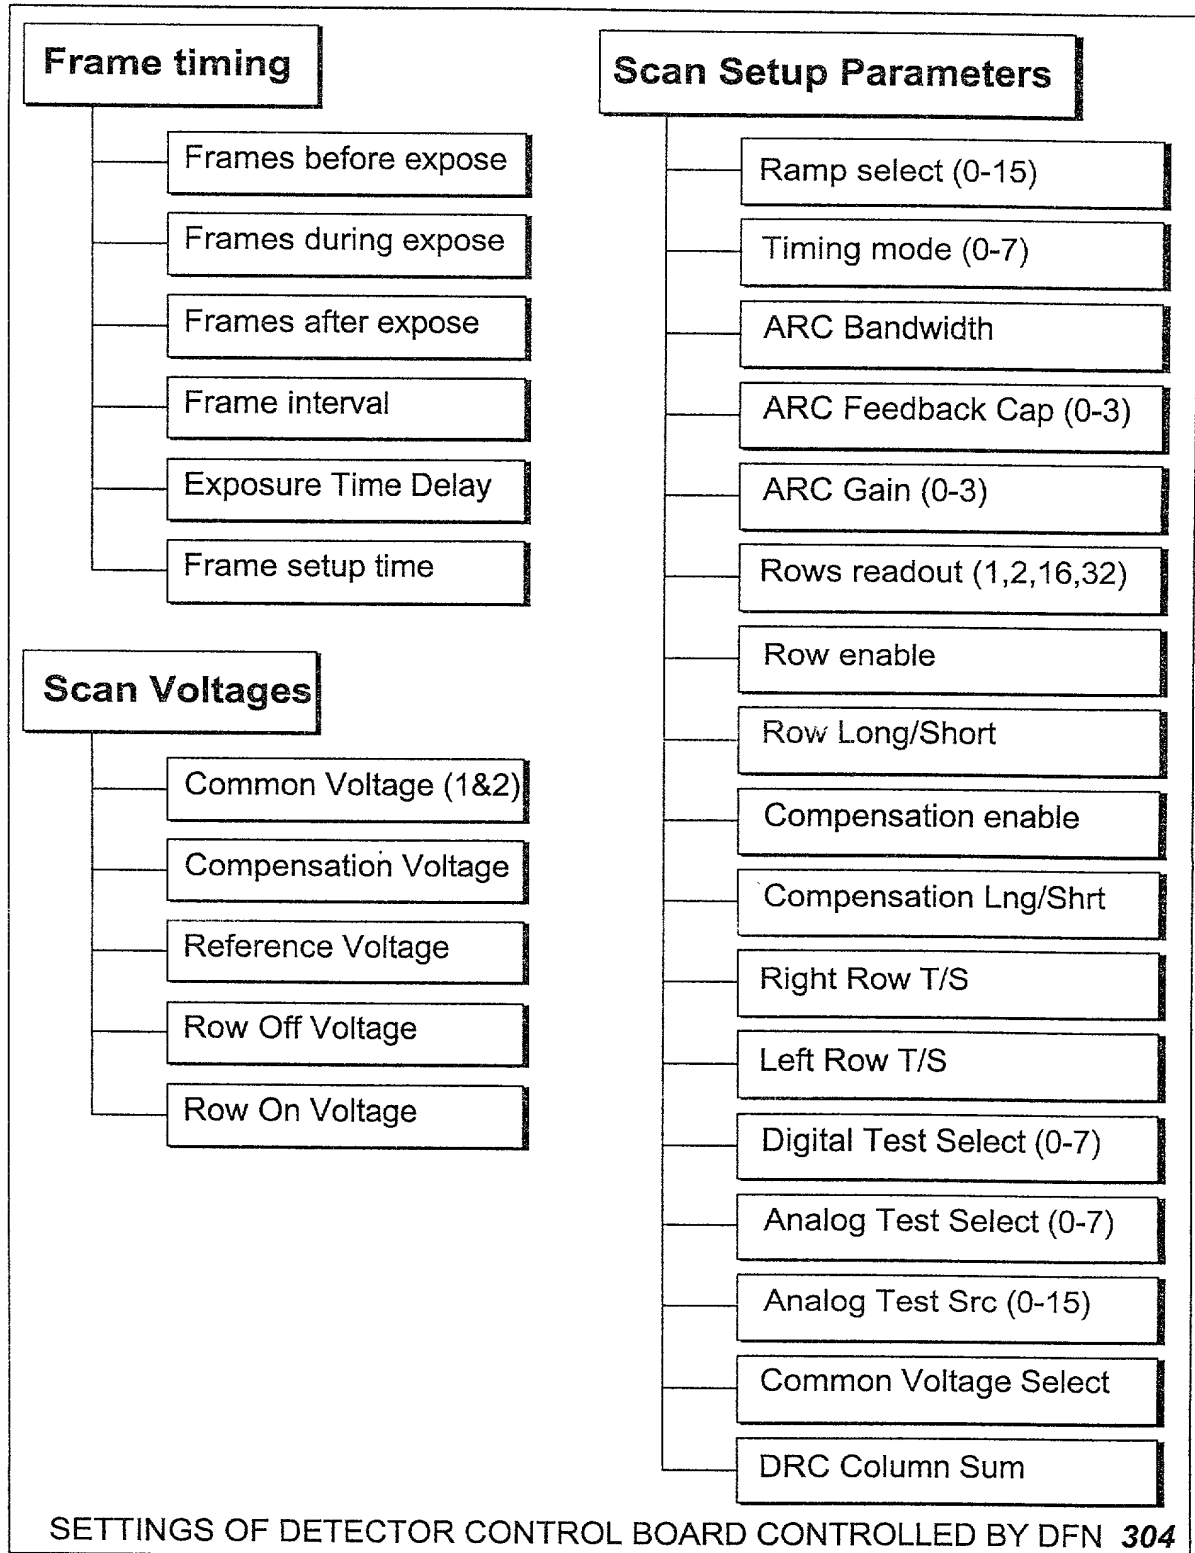 Frame timing
Frames before expose
Frames during expose
Frames after expose
Frame interval
Exposure Time Delay
Frame setup time
Scan Voltages
Common Voltage (1&2)
Compensation Voltage
Reference Voltage
Row Off Voltage
Row On Voltage
Scan Setup Parameters
Ramp select (0-15)
Timing mode (0-7)
ARC Bandwidth
ARC Feedback Cap (0-3)
ARC Gain (0-3)
Rows readout (1,2,16,32)
Row enable
Row Long/Short
Compensation enable
Compensation Lng/Shrt
Right Row T/S
Left Row T/S
Digital Test Select (0-7)
Analog Test Select (0-7)
Analog Test Src (0-15)
Common Voltage Select
DRC Column Sum
SETTINGS OF DETECTOR CONTROL BOARD CONTROLLED BY DFN 304